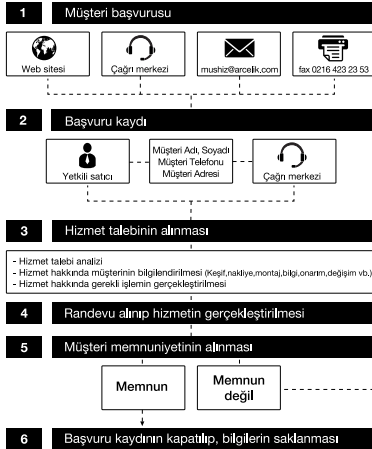 1 Müşteri başvurusu
Web sitesi
Çağrı merkezi
mushiz@arcelik.com
fax 0216 423 23 53
2 Başvuru kaydı
Yetkili satıcı
Müşteri Adı, Soyadı
Müşteri Telefonu
Müşteri Adresi
Çağrı merkezi
3 Hizmet talebinin alınması
- Hizmet talebi analizi
- Hizmet hakkında müşterinin bilgilendirilmesi (Keşif,nakliye,montaj,bilgi,onarım,değişim vb.)
- Hizmet hakkında gerekli işlemin gerçekleştirilmesi
4 Randevu alınıp hizmetin gerçekleştirilmesi
5 Müşteri memnuniyetinin alınması
Memnun
Memnun
değil
6 Başvuru kaydının kapatılıp, bilgilerin saklanması